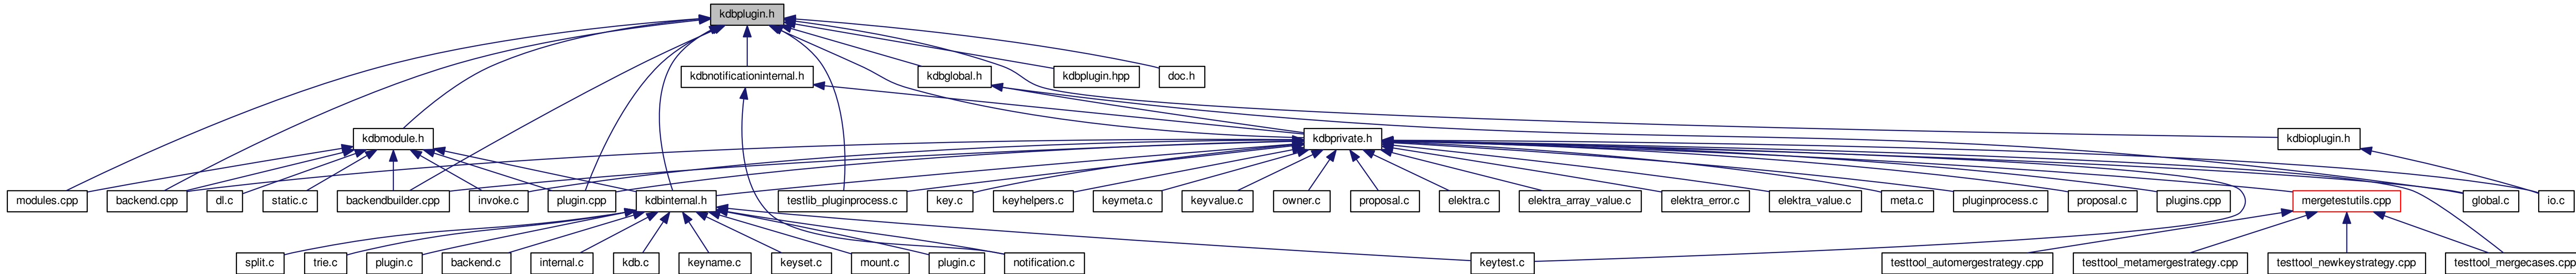 kdbplugin.h
kdbnotificationinternal.h
kdbglobal.h
kdbplugin.hpp
doc.h
kdbmodule.h
kdbprivate.h
kdbioplugin.h
modules.cpp
backend.cpp
dl.c
static.c
backendbuilder.cpp
invoke.c
plugin.cpp
kdbinternal.h
testlib_pluginprocess.c
key.c
keyhelpers.c
keymeta.c
keyvalue.c
owner.c
proposal.c
elektra.c
elektra_array_value.c
elektra_error.c
elektra_value.c
meta.c
pluginprocess.c
proposal.c
plugins.cpp
mergetestutils.cpp
global.c
io.c
split.c
trie.c
plugin.c
backend.c
internal.c
kdb.c
keyname.c
keyset.c
mount.c
plugin.c
notification.c
keytest.c
testtool_automergestrategy.cpp
testtool_metamergestrategy.cpp
testtool_newkeystrategy.cpp
testtool_mergecases.cpp